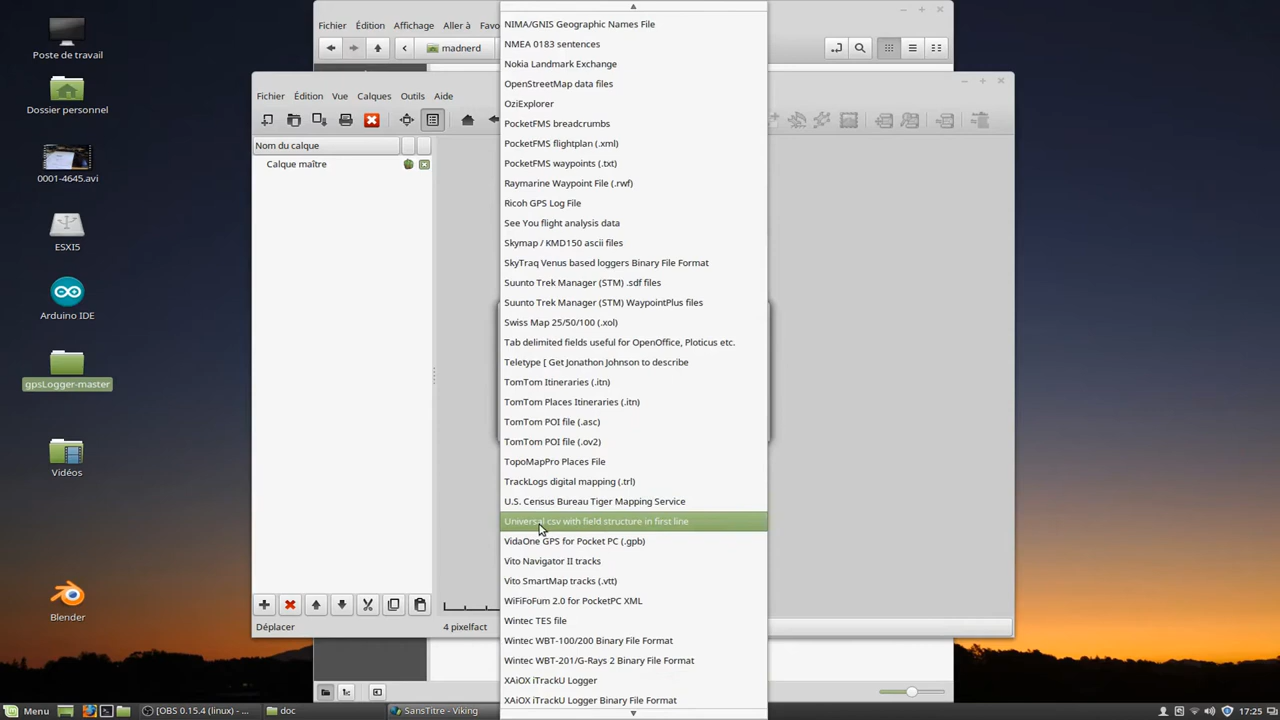 Poste de travail
Dossier personnel
0001-4645.avi
ESXI5
Arduino IDE
gpsLogger-master
Vidéos
Blender
Fichier Édition Affichage Aller à Favo
madnerd
Fichier Édition Vue Calques Outils Aide
Nom du calque
Calque maître
Déplacer
4 pixelfact
NIMA/GNIS Geographic Names File
NMEA 0183 sentences
Nokia Landmark Exchange
OpenStreetMap data files
OziExplorer
PocketFMS breadcrumbs
PocketFMS flightplan (.xml)
PocketFMS waypoints (.txt)
Raymarine Waypoint File (.rwf)
Ricoh GPS Log File
See You flight analysis data
Skymap / KMD150 ascii files
SkyTraq Venus based loggers Binary File Format
Suunto Trek Manager (STM) .sdf files
Suunto Trek Manager (STM) WaypointPlus files
Swiss Map 25/50/100 (.xol)
Tab delimited fields useful for OpenOffice, Ploticus etc.
Teletype [ Get Jonathon Johnson to describe
TomTom Itineraries (.itn)
TomTom Places Itineraries (.itn)
TomTom POI file (.asc)
TomTom POI file (.ov2)
TopoMapPro Places File
TrackLogs digital mapping (.trl)
U.S. Census Bureau Tiger Mapping Service
Universal csv with field structure in first line
VidaOne GPS for Pocket PC (.gpb)
Vito Navigator II tracks
Vito SmartMap tracks (.vtt)
WiFiFoFum 2.0 for PocketPC XML
Wintec TES file
Wintec WBT-100/200 Binary File Format
Wintec WBT-201/G-Rays 2 Binary File Format
XAiOX iTrackU Logger
XAiOX iTrackU Logger Binary File Format
Menu
[OBS 0.15.4 (linux) - ...
doc
SansTitre - Viking
17:25